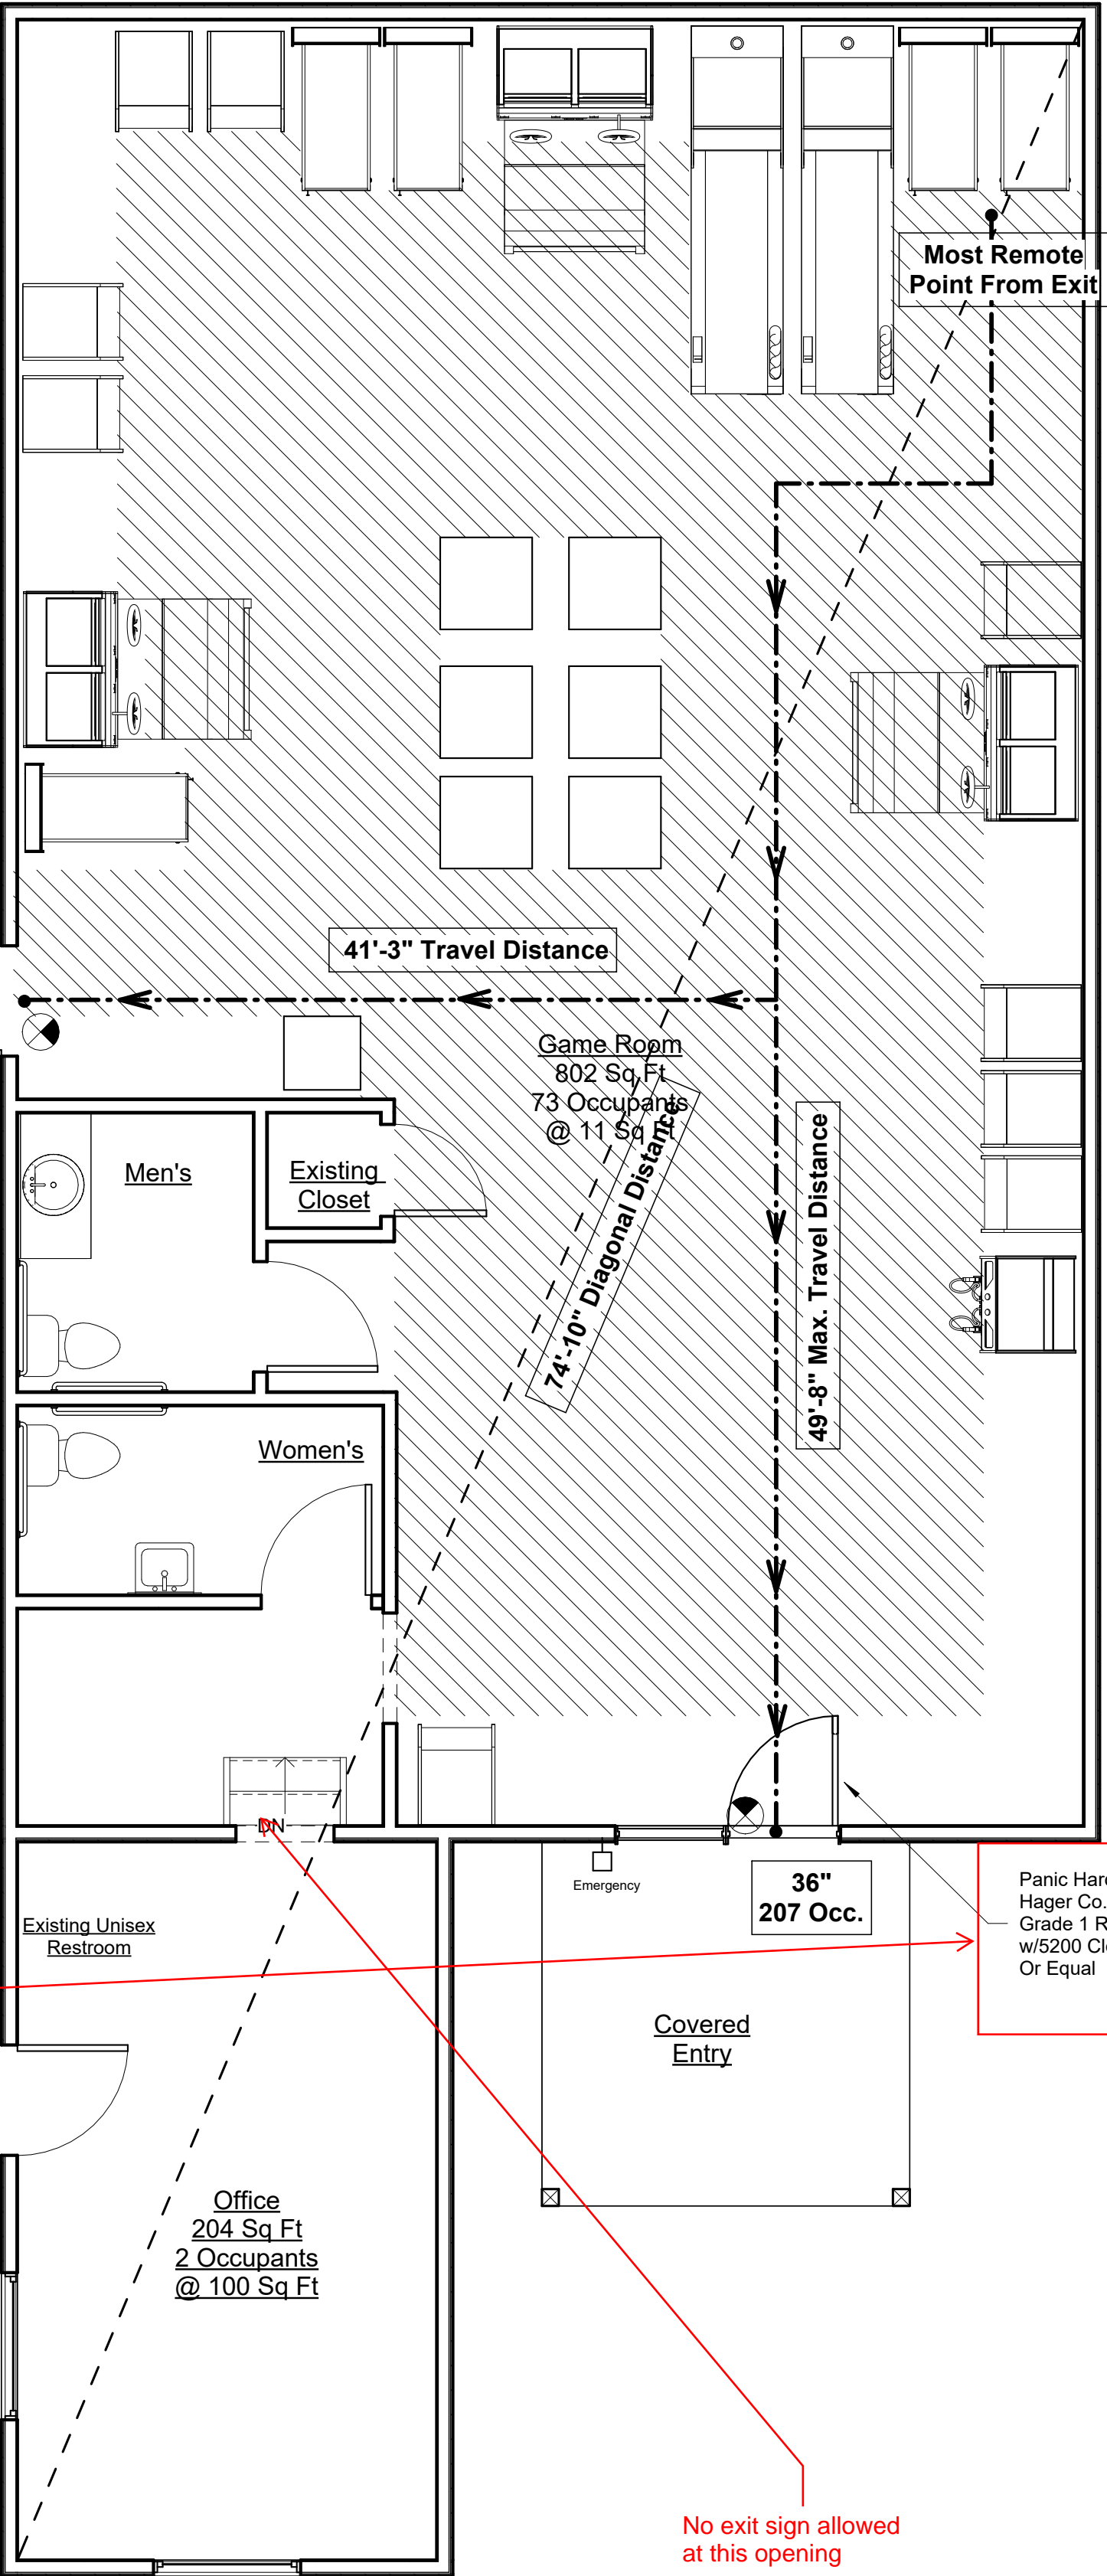 Most Remote
Point From Exit
41'-3" Travel Distance
Game Room
802 Sq Ft
73 Occupants
@ 11 Sq Ft
74'-10" Diagonal Distance
49'-8" Max. Travel Distance
Men's
Existing
Closet
Women's
DN
Emergency
36"
207 Occ.
Panic
Hager Co.
Grade 1
w/5200
Or Equal
Existing Unisex
Restroom
Covered
Entry
Office
204 Sq Ft
2 Occupants
@ 100 Sq Ft
No exit sign allowed
at this opening